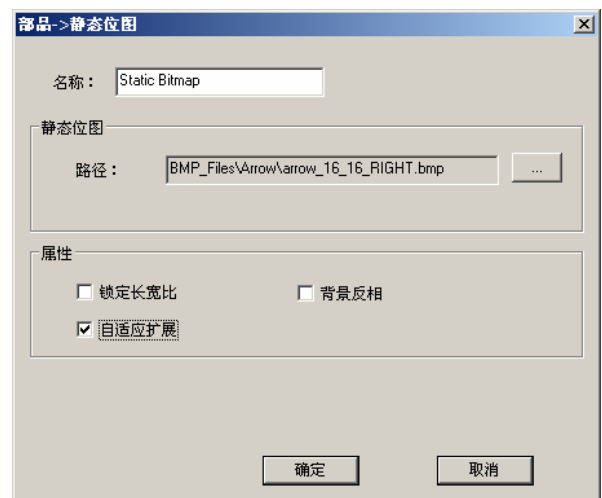 部品->静态位图
名称： Static Bitmap
静态位图
路径： BMP_Files\Arrow\arrow_16_16_RIGHT.bmp ...
属性
锁定长宽比 背景反相
自适应扩展
确定 取消